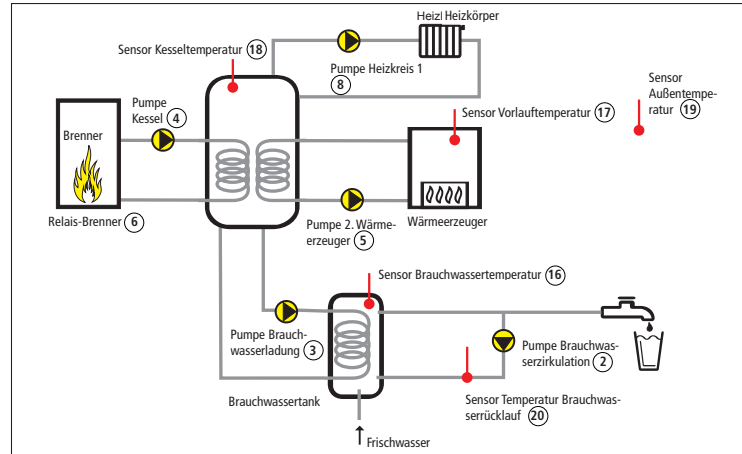 Heizl Heizkörper
Sensor Kesseltemperatur 18
Pumpe Heizkreis 1
8
Sensor
Außentempe-
ratur 19
Pumpe
Kessel 4
Sensor Vorlauftemperatur 17
Brenner
Relais-Brenner 6
Pumpe 2. Wärme-
erzeuger 5
Wärmeerzeuger
Sensor Brauchwassertemperatur 16
Pumpe Brauch-
wasserladung 3
Pumpe Brauchwas-
serzirkulation 2
Brauchwassertank
Sensor Temperatur Brauchwas-
serrücklauf 20
Frischwasser